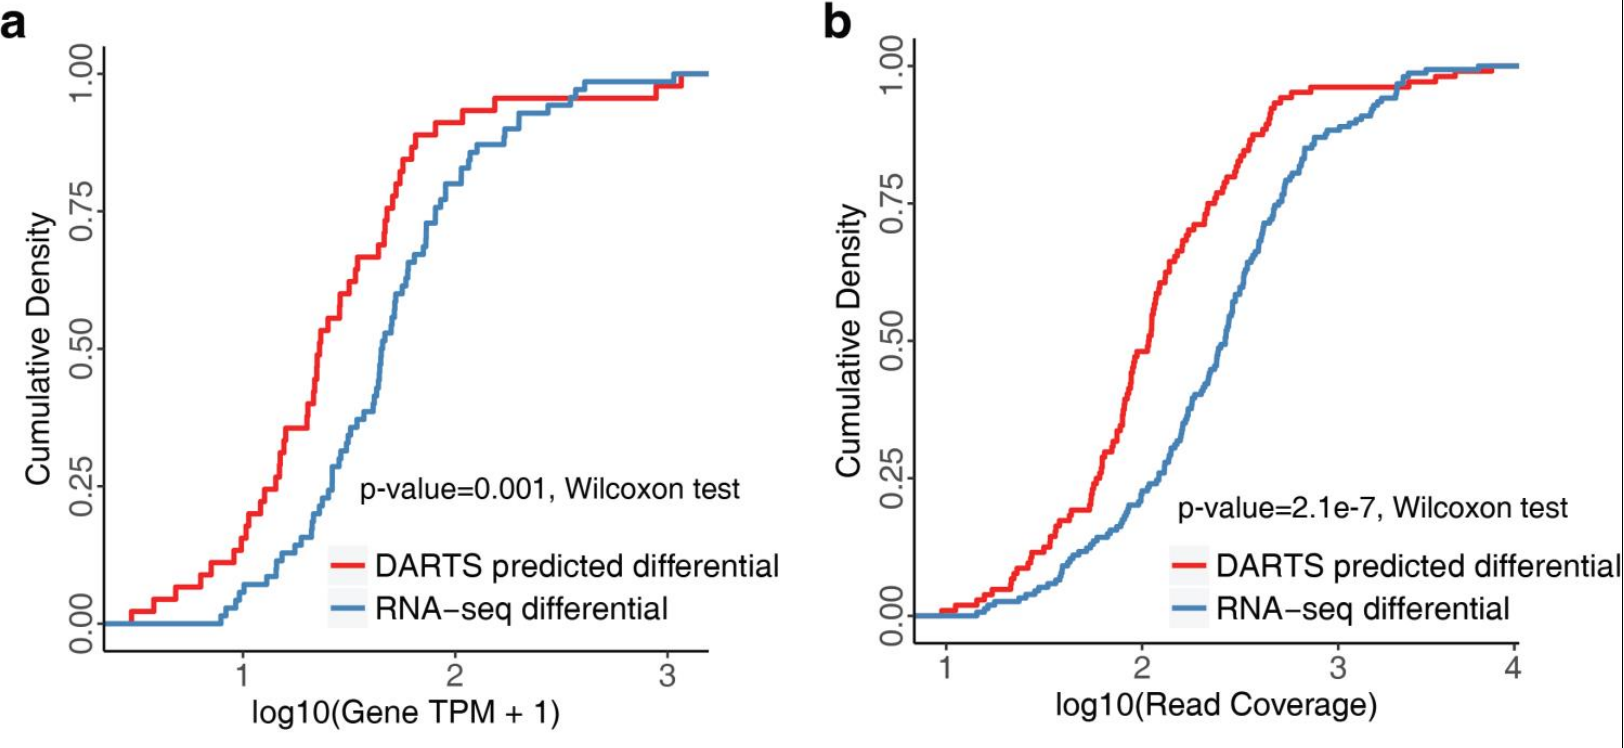 a
Cumulative Density
1.00
0.75
0.50
0.25
0.00
p-value=0.001, Wilcoxon test
DARTS predicted differential
RNA−seq differential
1 2 3
log10(Gene TPM + 1)
b
Cumulative Density
1.00
0.75
0.50
0.25
0.00
p-value=2.1e-7, Wilcoxon test
DARTS predicted differential
RNA−seq differential
1 2 3 4
log10(Read Coverage)